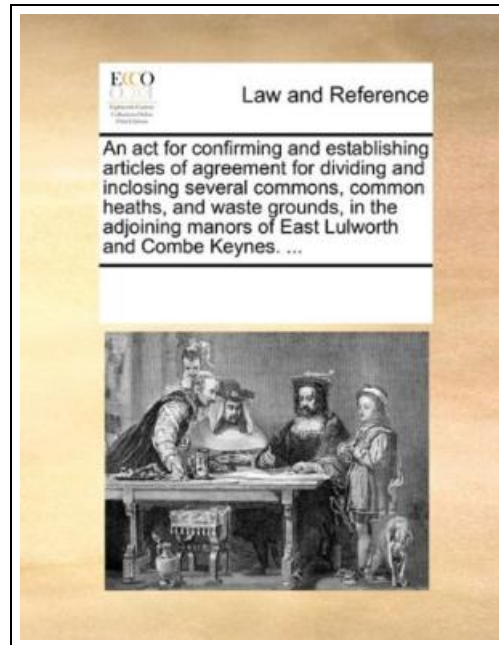 ECCO
Law and Reference
An act for confirming and establishing
articles of agreement for dividing and
inclosing several commons, common
heaths, and waste grounds, in the
adjoining manors of East Lulworth
and Combe Keynes. ...